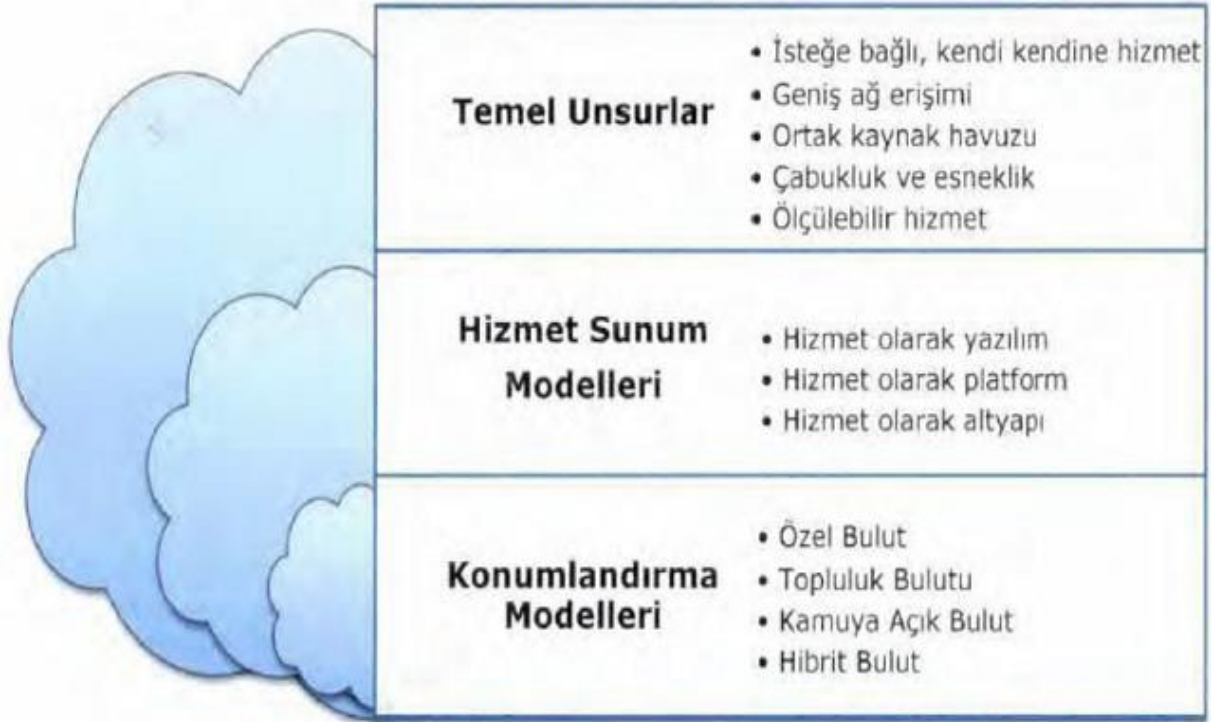 Temel Unsurlar
• İsteğe bağlı, kendi kendine hizmet
• Geniş ağ erişimi
• Ortak kaynak havuzu
• Çabukluk ve esneklik
• Ölçülebilir hizmet
Hizmet Sunum
Modelleri
• Hizmet olarak yazılım
• Hizmet olarak platform
• Hizmet olarak altyapı
Konumlandırma
Modelleri
• Özel Bulut
• Topluluk Bulutu
• Kamuya Açık Bulut
• Hibrit Bulut